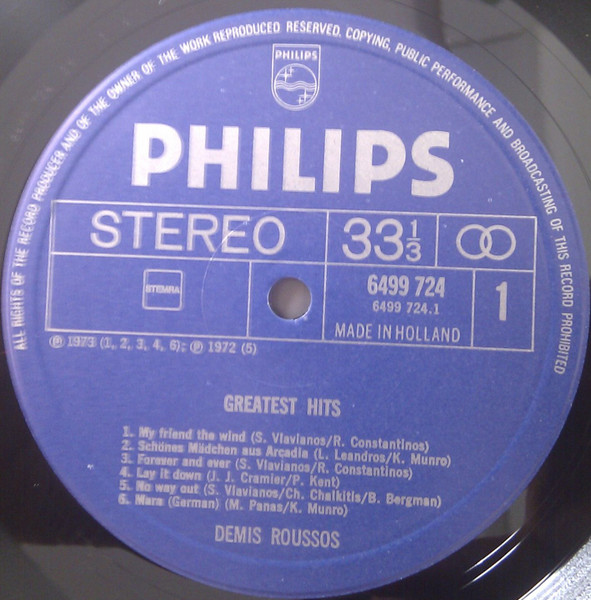 ALL RIGHTS OF THE RECORD PRODUCER AND OF THE OWNER OF THE WORK REPRODUCED RESERVED. COPYING, PUBLIC PERFORMANCE AND BROADCASTING OF THIS RECORD PROHIBITED
PHILIPS
PHILIPS
STEREO
33⅓
STEMRA
6499 724
6499 724.1
MADE IN HOLLAND
1
℗ 1973 (1, 2, 3, 4, 6); ℗ 1972 (5)
GREATEST HITS
1. My friend the wind (S. Vlavianos/R. Constantinos)
2. Schönes Mädchen aus Arcadia (L. Leandros/K. Munro)
3. Forever and ever (S. Vlavianos/R. Constantinos)
4. Lay it down (J. J. Cramier/P. Kent)
5. No way out (S. Vlavianos/Ch. Chalkitis/B. Bergman)
6. Mara (German) (M. Panas/K. Munro)
DEMIS ROUSSOS